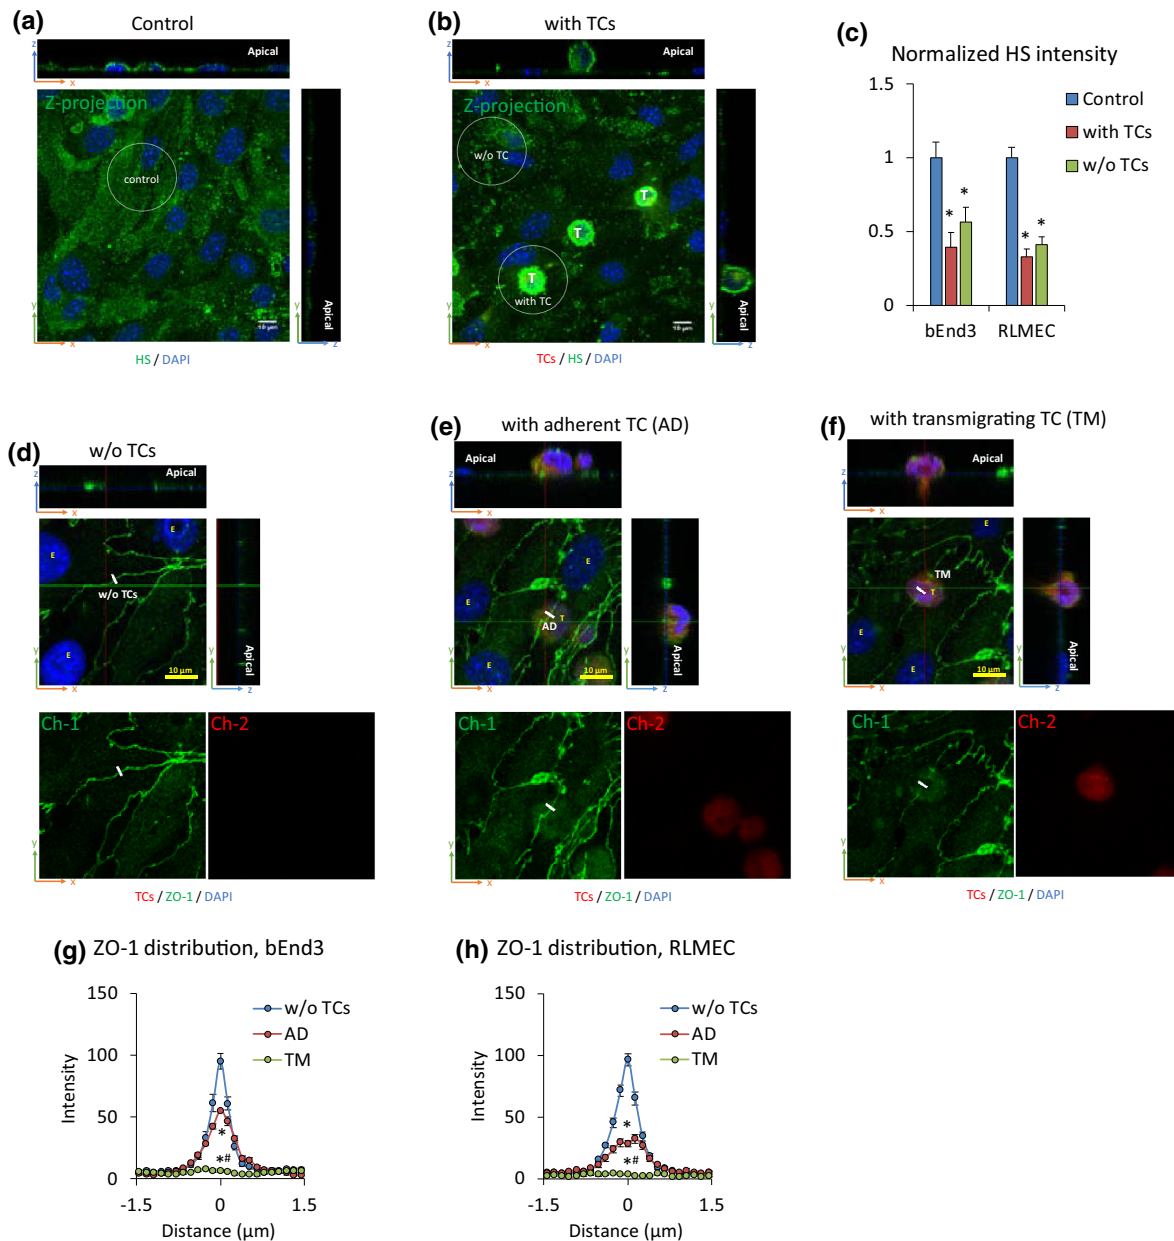 (a) Control
z
Apical
x
Z-projection
control
10 µm
y
x
Apical
z
HS / DAPI
(b) with TCs
z
Apical
x
Z-projection
w/o TC
T
T
T
with TC
10 µm
y
x
y
Apical
z
TCs / HS / DAPI
(c)
Normalized HS intensity
1.5
1
0.5
0
Control
with TCs
w/o TCs
* *
* *
bEnd3 RLMEC
(d) w/o TCs
z
Apical
x
E
E
w/o TCs
E
10 µm
y
x
y
Apical
z
Ch-1
Ch-2
y
x
TCs / ZO-1 / DAPI
(e) with adherent TC (AD)
z
Apical
x
E
T
AD
E
10 µm
y
x
y
Apical
z
Ch-1
Ch-2
y
x
TCs / ZO-1 / DAPI
(f) with transmigrating TC (TM)
z
Apical
x
E
TM
T
E
E
10 µm
y
x
y
Apical
z
Ch-1
Ch-2
y
x
TCs / ZO-1 / DAPI
(g) ZO-1 distribution, bEnd3
150
100
50
0
Intensity
w/o TCs
AD
TM
*
*#
-1.5 0 1.5
Distance (µm)
(h) ZO-1 distribution, RLMEC
150
100
50
0
Intensity
w/o TCs
AD
TM
*
*#
-1.5 0 1.5
Distance (µm)